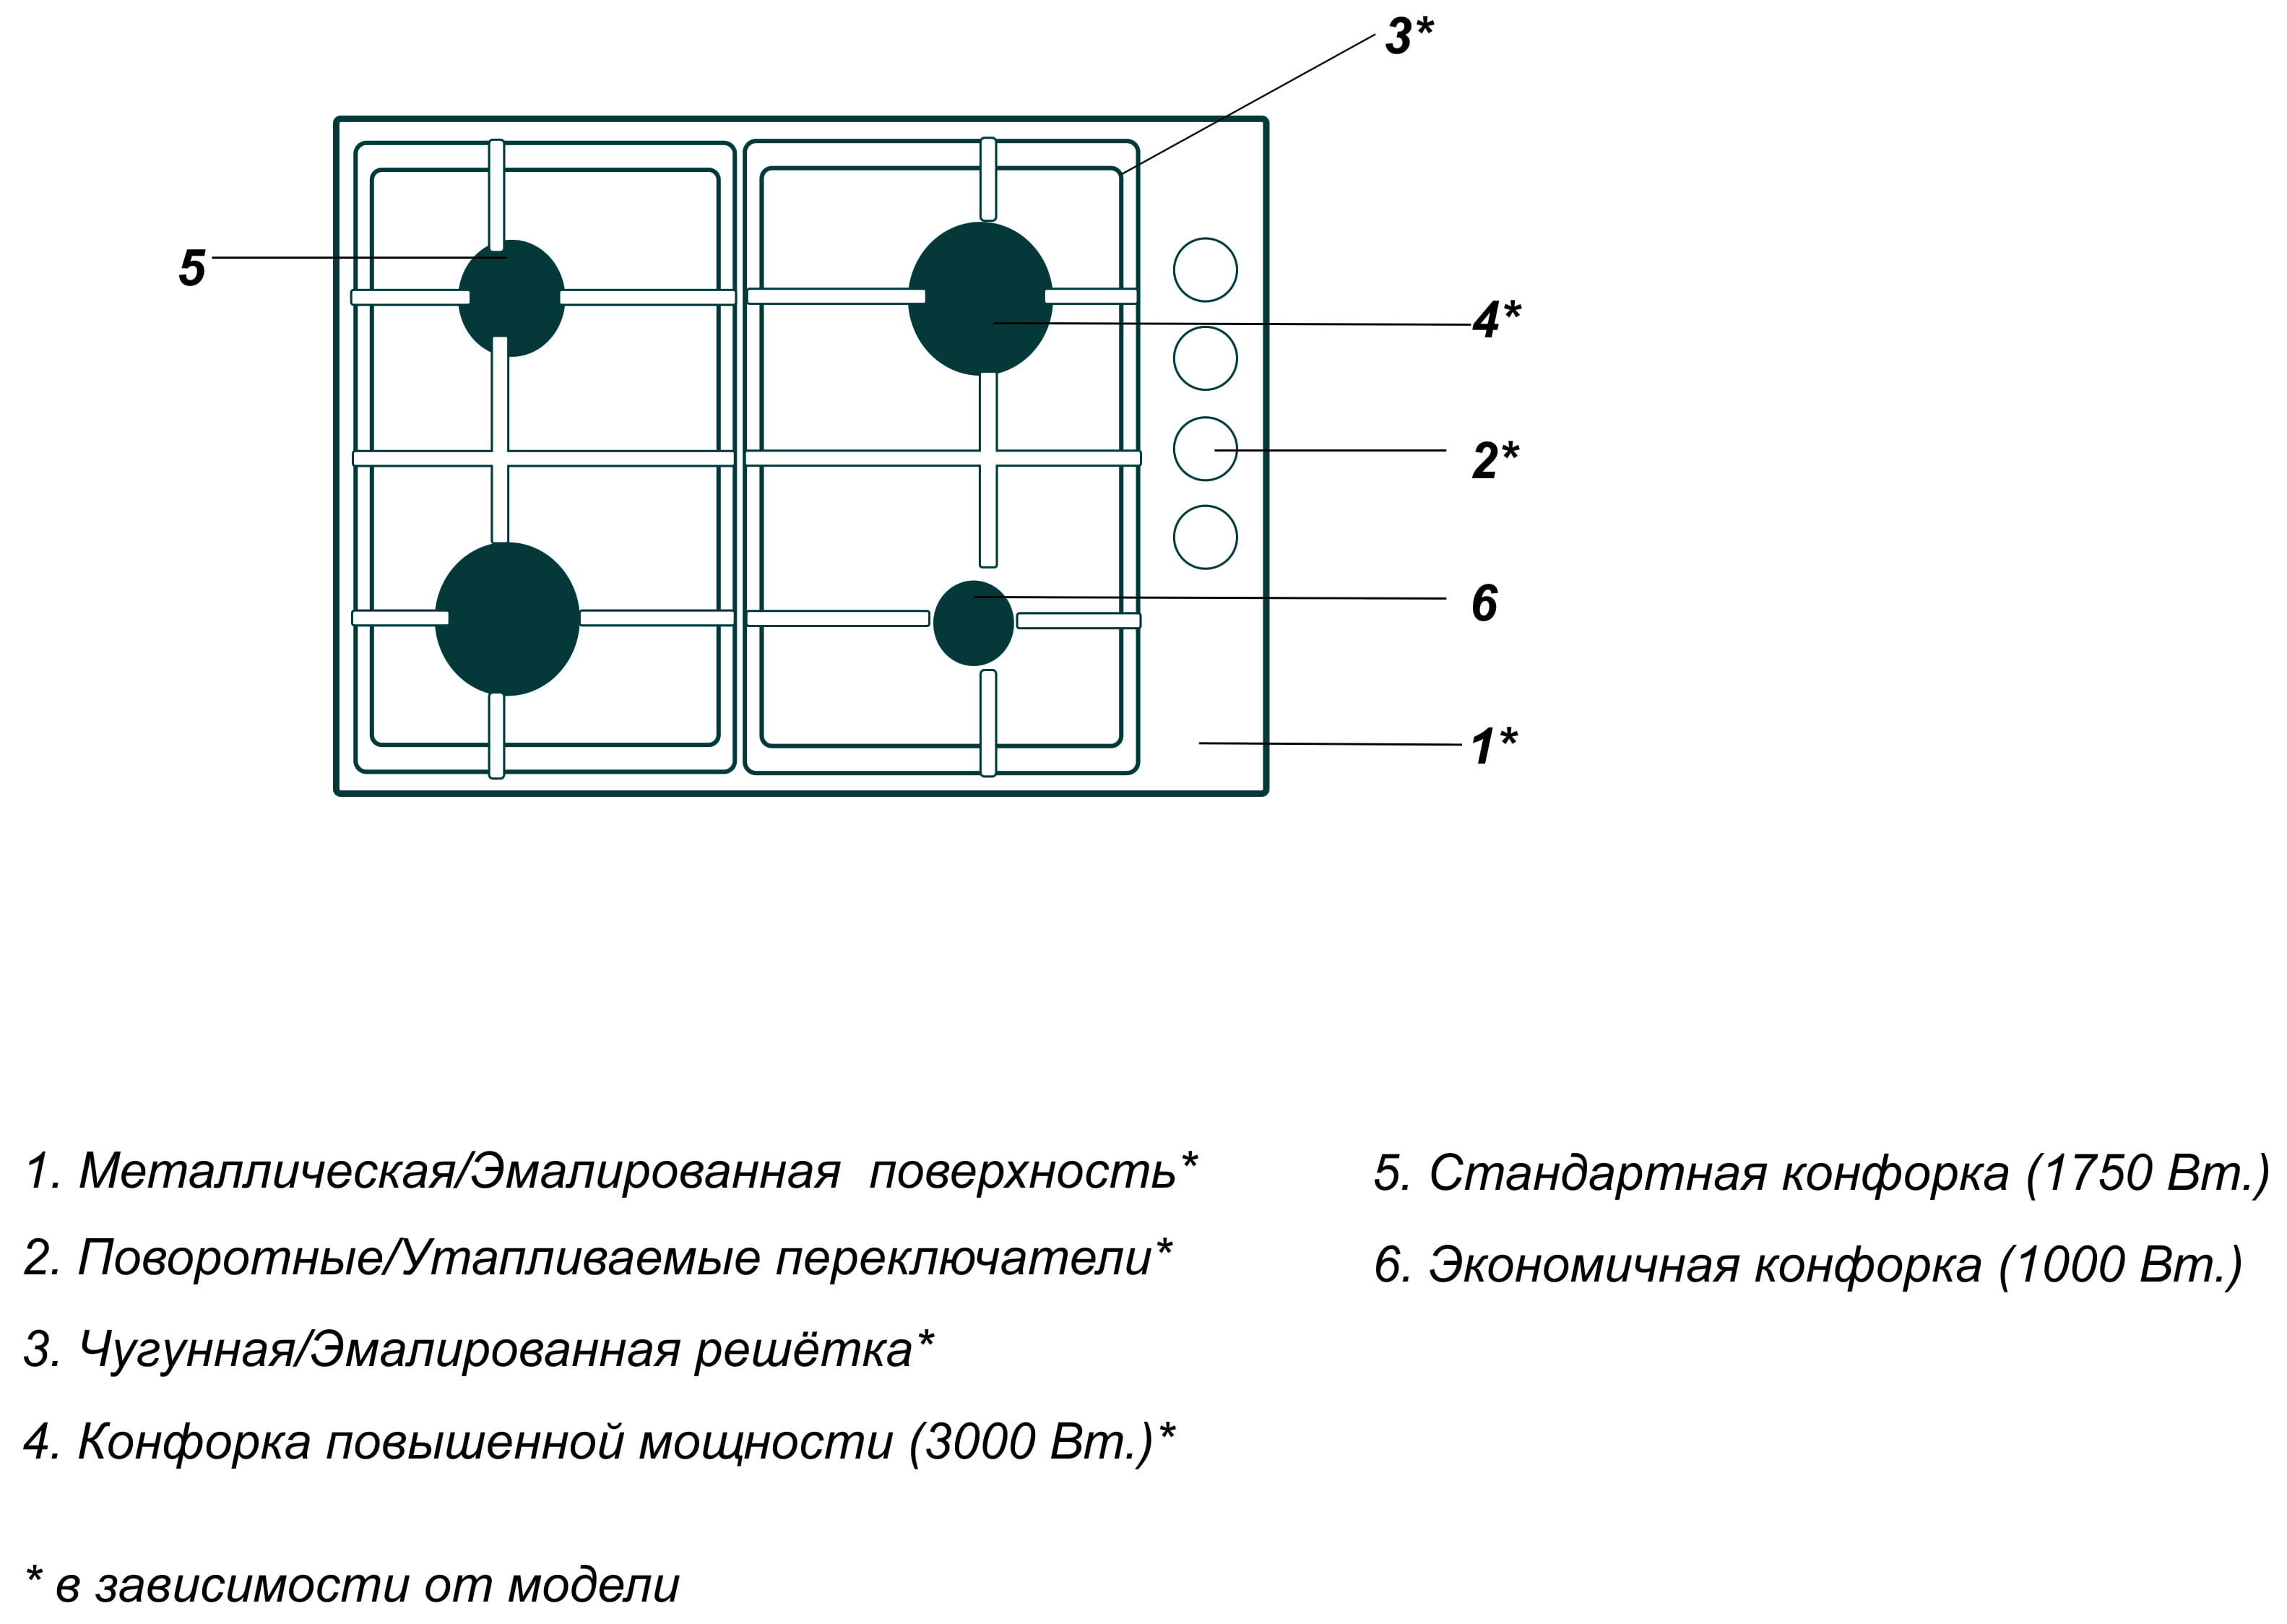 3*
5
4*
2*
6
1*
1. Металлическая/Эмалированная поверхность*
2. Поворотные/Утапливаемые переключатели*
3. Чугунная/Эмалированная решётка*
4. Конфорка повышенной мощности (3000 Вт.)*
5. Стандартная конфорка (1750 Вт.)
6. Экономичная конфорка (1000 Вт.)
* в зависимости от модели